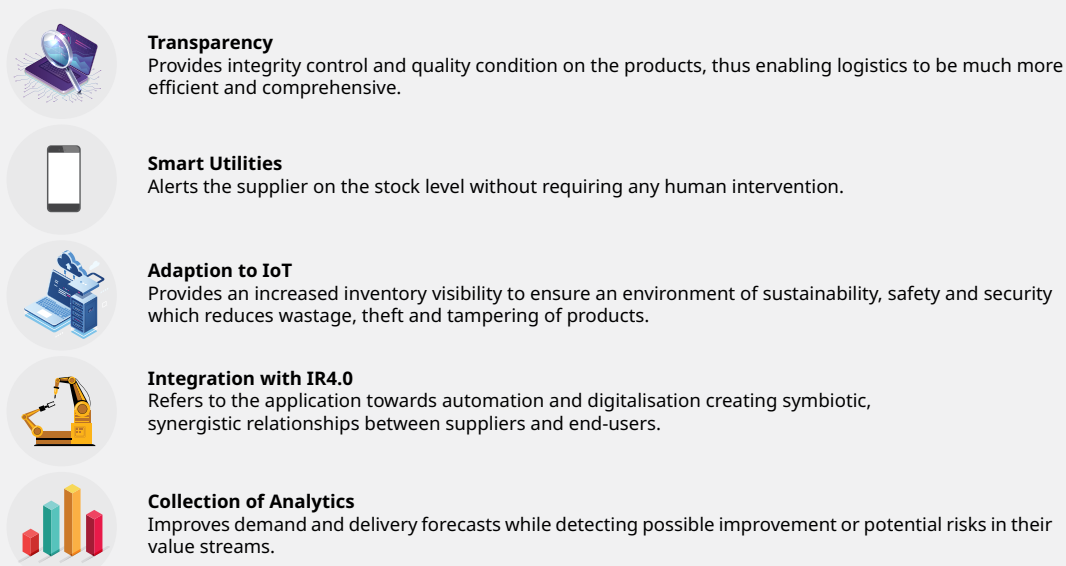 Transparency
Provides integrity control and quality condition on the products, thus enabling logistics to be much more
efficient and comprehensive.
Smart Utilities
Alerts the supplier on the stock level without requiring any human intervention.
Adaption to IoT
Provides an increased inventory visibility to ensure an environment of sustainability, safety and security
which reduces wastage, theft and tampering of products.
Integration with IR4.0
Refers to the application towards automation and digitalisation creating symbiotic,
synergistic relationships between suppliers and end-users.
Collection of Analytics
Improves demand and delivery forecasts while detecting possible improvement or potential risks in their
value streams.